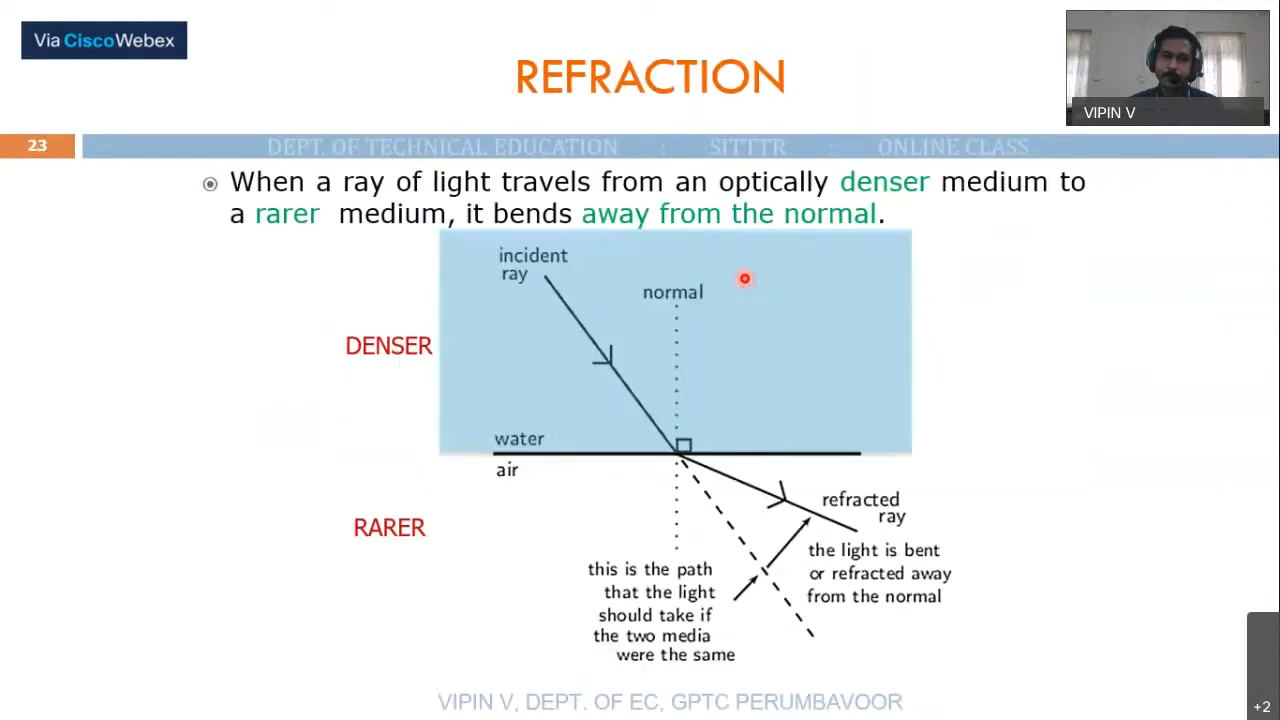 Via CiscoWebex
REFRACTION
VIPIN V
23
DEPT. OF TECHNICAL EDUCATION : SITTTR : ONLINE CLASS
When a ray of light travels from an optically denser medium to
a rarer medium, it bends away from the normal.
incident
ray
normal
DENSER
water
air
RARER
refracted
ray
the light is bent
or refracted away
from the normal
this is the path
that the light
should take if
the two media
were the same
VIPIN V, DEPT. OF EC, GPTC PERUMBAVOOR
+2